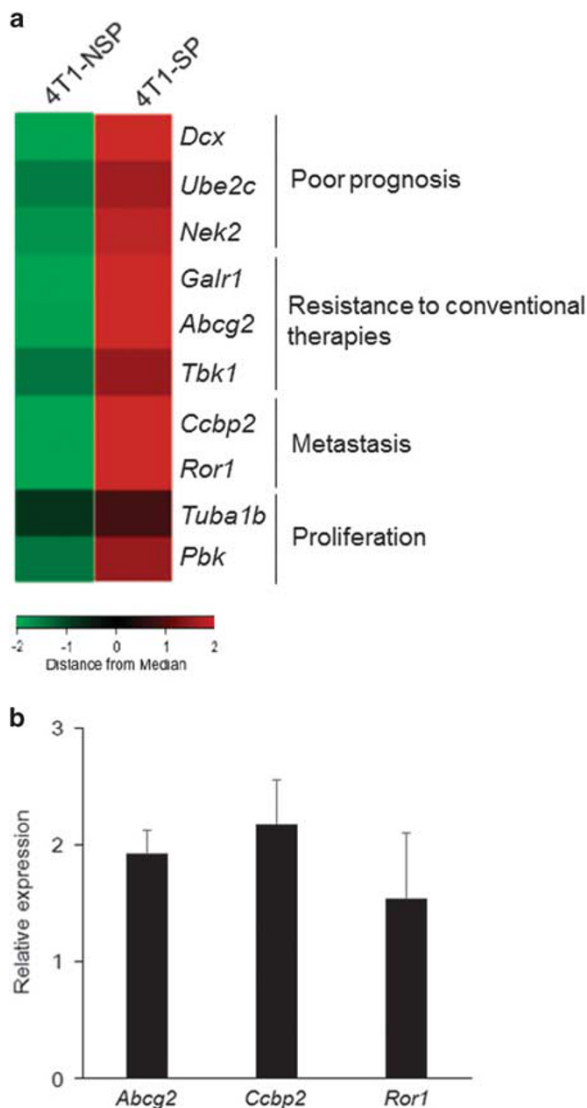 a
4T1-NSP
4T1-SP
Dcx
Ube2c
Nek2
Poor prognosis
Galr1
Abcg2
Tbk1
Resistance to conventional
therapies
Ccbp2
Ror1
Metastasis
Tuba1b
Pbk
Proliferation
-2 -1 0 1 2
Distance from Median
b
3
2
1
0
Relative expression
Abcg2 Ccbp2 Ror1